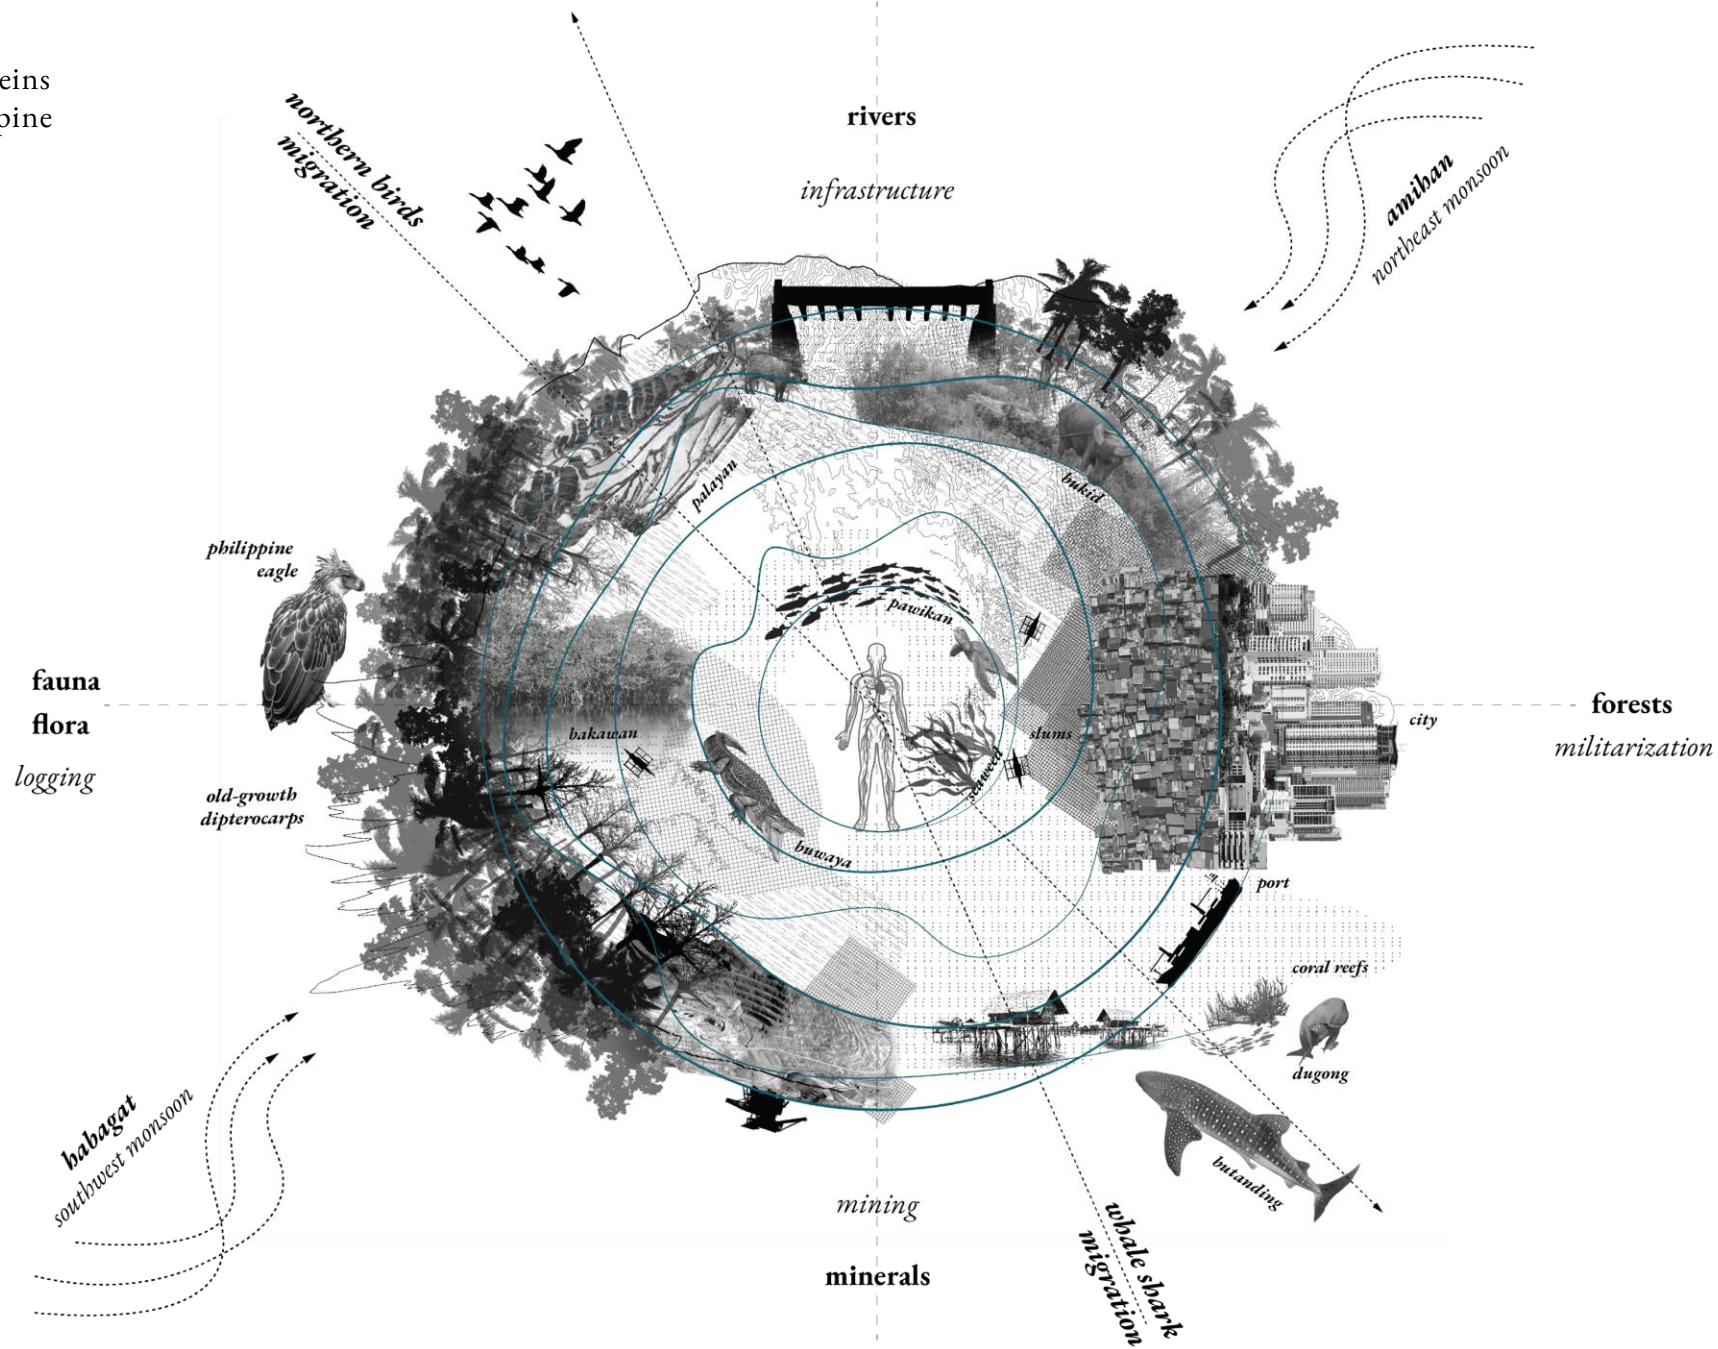 eins
pine
northern birds
migration
rivers
infrastructure
amihan
northeast monsoon
palayan
bukid
philippine
eagle
pawikan
fauna
flora
logging
bakawan
slums
seaweed
city
forests
militarization
old-growth
dipterocarps
buwaya
port
coral reefs
dugong
butanding
habagat
southwest monsoon
mining
minerals
whale shark
migration